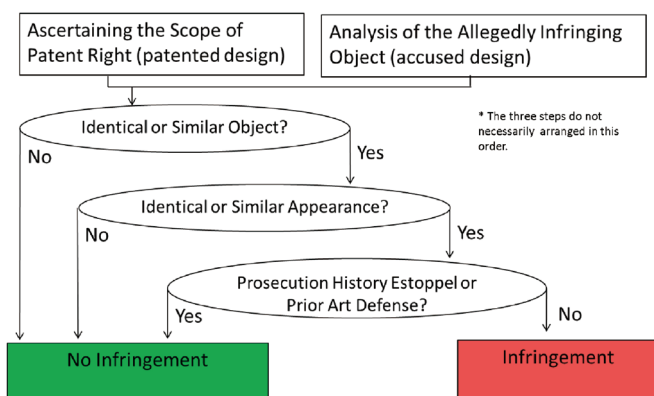 Ascertaining the Scope of
Patent Right (patented design)
Analysis of the Allegedly Infringing
Object (accused design)
Identical or Similar Object?
* The three steps do not
necessarily arranged in this
order.
No
Yes
Identical or Similar Appearance?
No
Yes
Prosecution History Estoppel or
Prior Art Defense?
Yes
No
No Infringement
Infringement